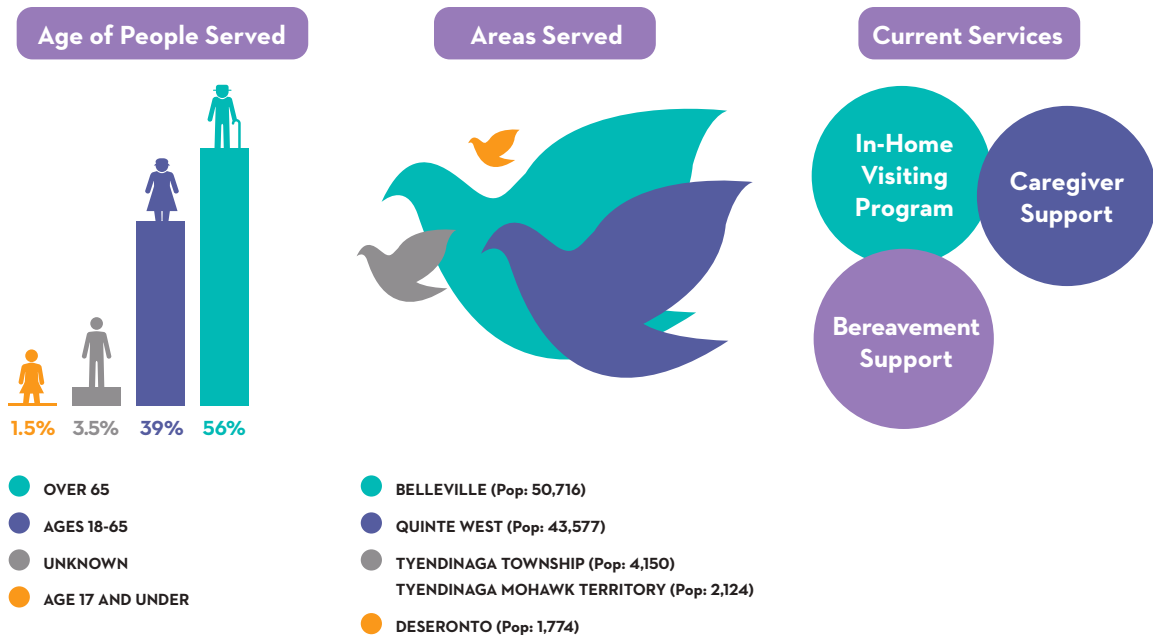 Age of People Served
1.5%
3.5%
39%
56%
OVER 65
AGES 18-65
UNKNOWN
AGE 17 AND UNDER
Areas Served
BELLEVILLE (Pop: 50,716)
QUINTE WEST (Pop: 43,577)
TYENDINAGA TOWNSHIP (Pop: 4,150)
TYENDINAGA MOHAWK TERRITORY (Pop: 2,124)
DESERONTO (Pop: 1,774)
Current Services
In-Home
Visiting
Program
Caregiver
Support
Bereavement
Support